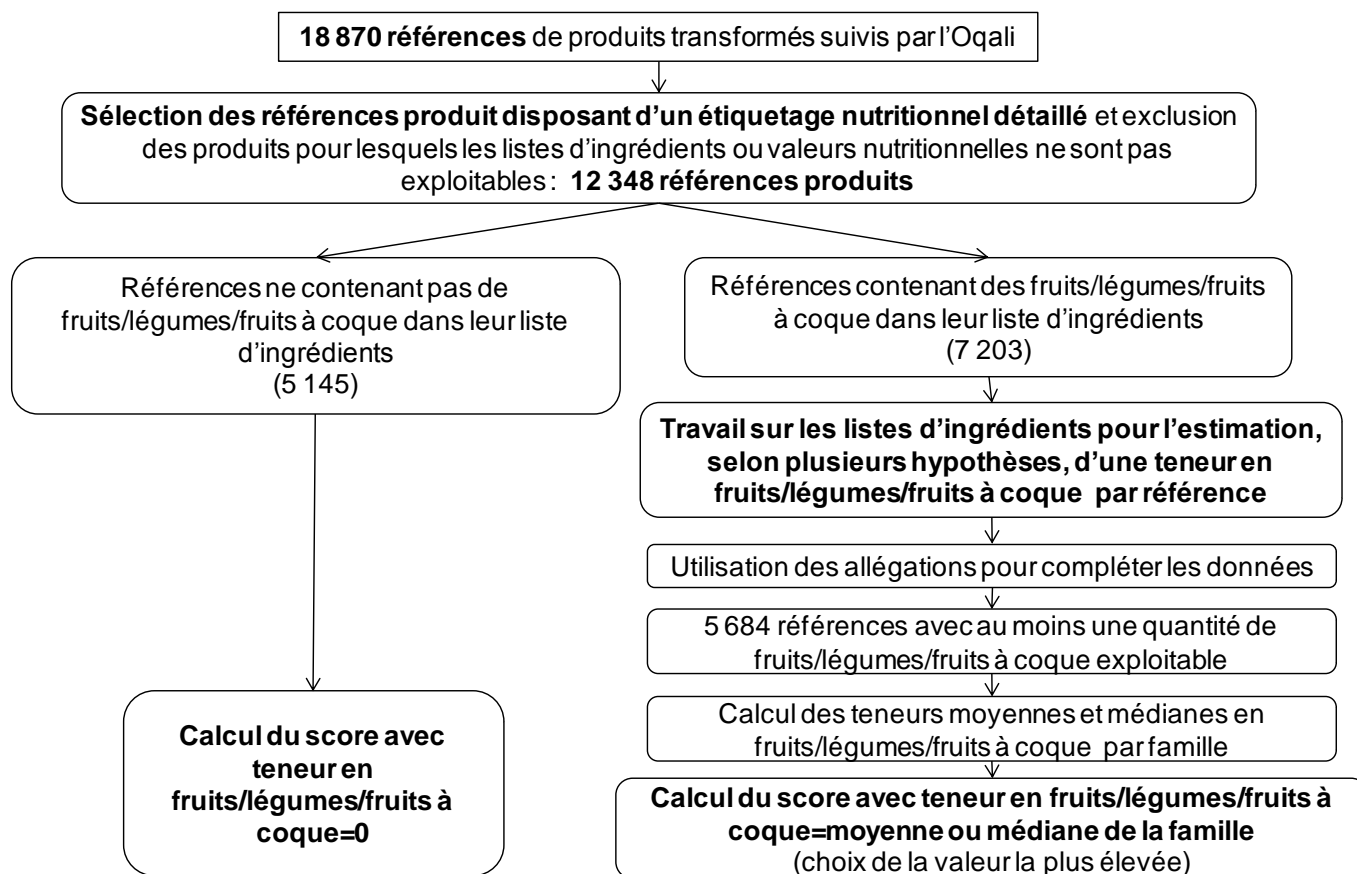 18 870 références de produits transformés suivis par l'Oqali
Sélection des références produit disposant d'un étiquetage nutritionnel détaillé et exclusion
des produits pour lesquels les listes d'ingrédients ou valeurs nutritionnelles ne sont pas
exploitables : 12 348 références produits
Références ne contenant pas de
fruits/légumes/fruits à coque dans leur liste
d'ingrédients
(5 145)
Références contenant des fruits/légumes/fruits
à coque dans leur liste d'ingrédients
(7 203)
Travail sur les listes d'ingrédients pour l'estimation,
selon plusieurs hypothèses, d'une teneur en
fruits/légumes/fruits à coque par référence
Utilisation des allégations pour compléter les données
5 684 références avec au moins une quantité de
fruits/légumes/fruits à coque exploitable
Calcul des teneurs moyennes et médianes en
fruits/légumes/fruits à coque par famille
Calcul du score avec
teneur en
fruits/légumes/fruits à
coque=0
Calcul du score avec teneur en fruits/légumes/fruits à
coque=moyenne ou médiane de la famille
(choix de la valeur la plus élevée)